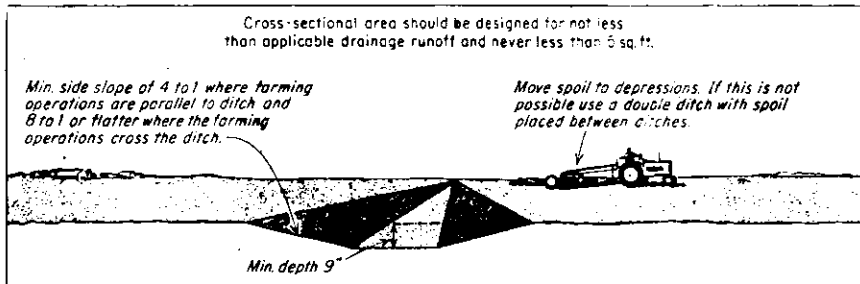 Cross-sectional area should be designed for not less
than applicable drainage runoff and never less than 5 sq. ft.
Min. side slope of 4 to 1 where farming
operations are parallel to ditch and
8 to 1 or flatter where the farming
operations cross the ditch.
Move spoil to depressions. If this is not
possible use a double ditch with spoil
placed between ditches.
Min. depth 9"